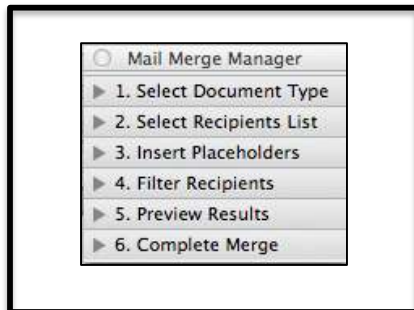 Mail Merge Manager
1. Select Document Type
2. Select Recipients List
3. Insert Placeholders
4. Filter Recipients
5. Preview Results
6. Complete Merge